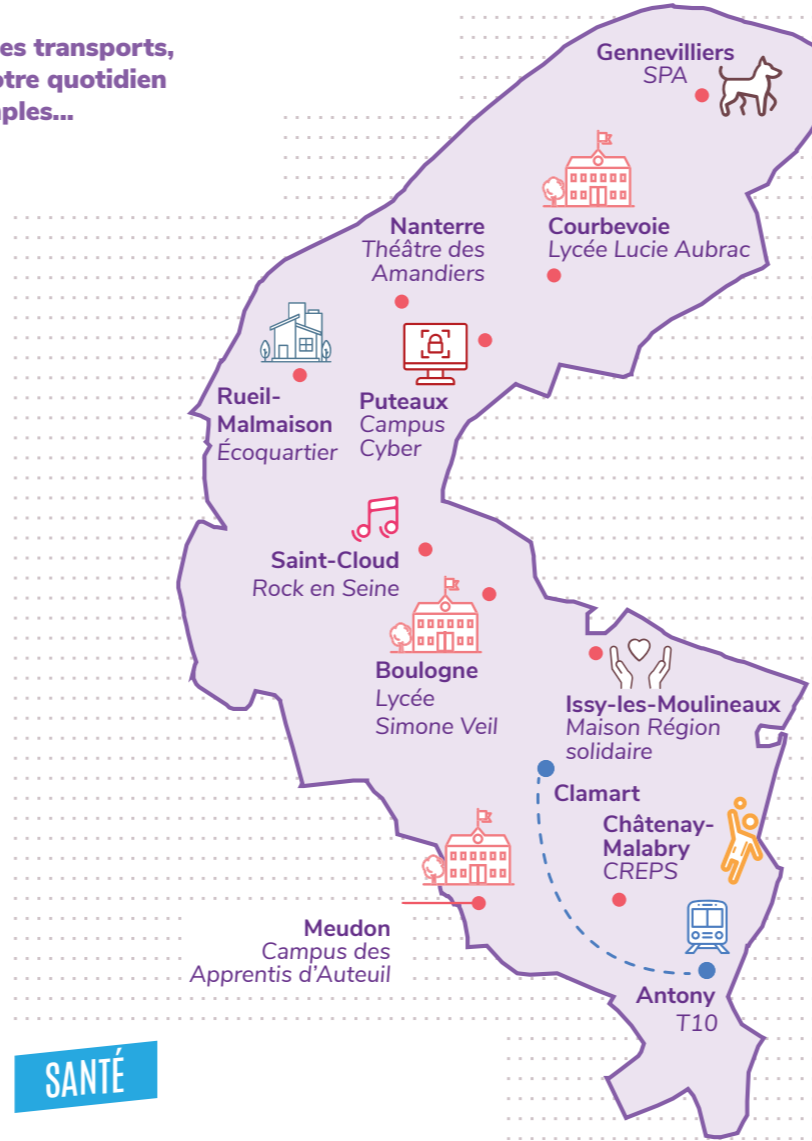 es transports,
otre quotidien
ples...
Gennevilliers
SPA
Nanterre
Théâtre des
Amandiers
Courbevoie
Lycée Lucie Aubrac
Rueil-
Malmaison
Écoquartier
Puteaux
Campus
Cyber
Saint-Cloud
Rock en Seine
Boulogne
Lycée
Simone Veil
Issy-les-Moulineaux
Maison Région
solidaire
Clamart
Châtenay-
Malabry
CREPS
Meudon
Campus des
Apprentis d'Auteuil
Antony
T10
SANTÉ